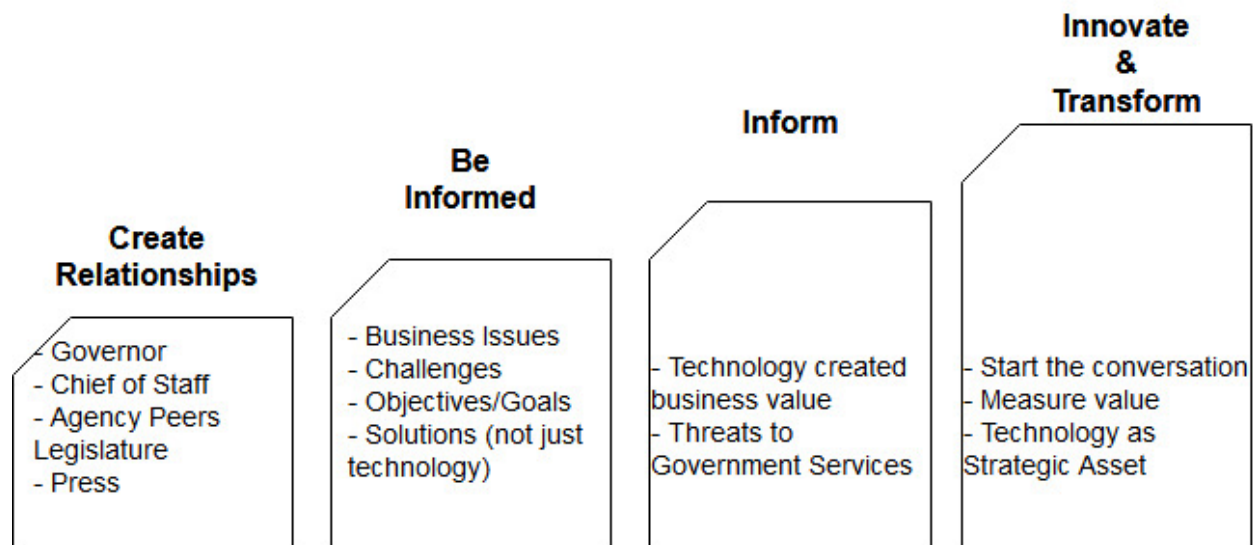 Create
Relationships
- Governor
- Chief of Staff
- Agency Peers
Legislature
- Press
Be
Informed
- Business Issues
- Challenges
- Objectives/Goals
- Solutions (not just
technology)
Inform
- Technology created
business value
- Threats to
Government Services
Innovate
&
Transform
- Start the conversation
- Measure value
- Technology as
Strategic Asset